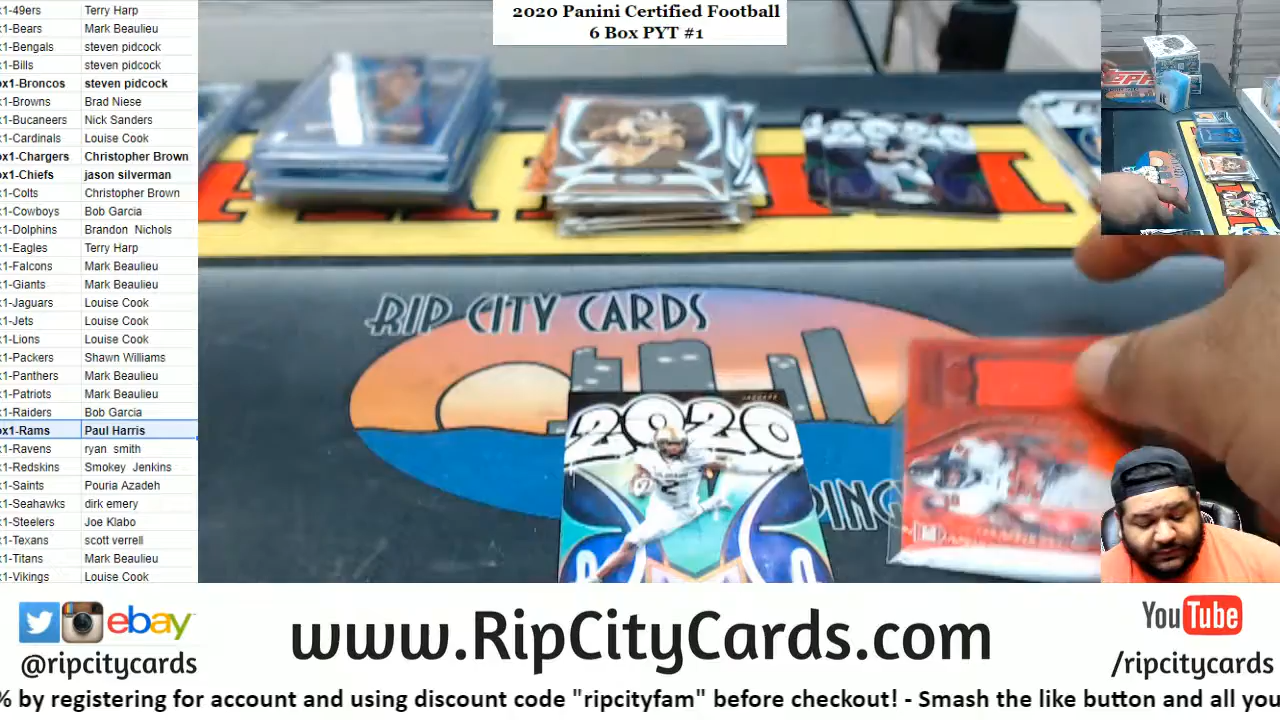 2020 Panini Certified Football
6 Box PYT #1
x1-49ers Terry Harp
x1-Bears Mark Beaulieu
x1-Bengals steven pidcock
x1-Bills steven pidcock
ox1-Broncos steven pidcock
x1-Browns Brad Niese
x1-Bucaneers Nick Sanders
x1-Cardinals Louise Cook
ox1-Chargers Christopher Brown
ox1-Chiefs jason silverman
x1-Colts Christopher Brown
x1-Cowboys Bob Garcia
x1-Dolphins Brandon Nichols
x1-Eagles Terry Harp
x1-Falcons Mark Beaulieu
x1-Giants Mark Beaulieu
x1-Jaguars Louise Cook
x1-Jets Louise Cook
x1-Lions Louise Cook
x1-Packers Shawn Williams
x1-Panthers Mark Beaulieu
x1-Patriots Mark Beaulieu
x1-Raiders Bob Garcia
ox1-Rams Paul Harris
x1-Ravens ryan smith
x1-Redskins Smokey Jenkins
x1-Saints Pouria Azadeh
x1-Seahawks dirk emery
x1-Steelers Joe Klabo
x1-Texans scott verrell
x1-Titans Mark Beaulieu
x1-Vikings Louise Cook
RIP CITY CARDS
2020
JAGUARS
2020
DING
ebay
@ripcitycards
www.RipCityCards.com
YouTube
/ripcitycards
% by registering for account and using discount code "ripcityfam" before checkout! - Smash the like button and all you